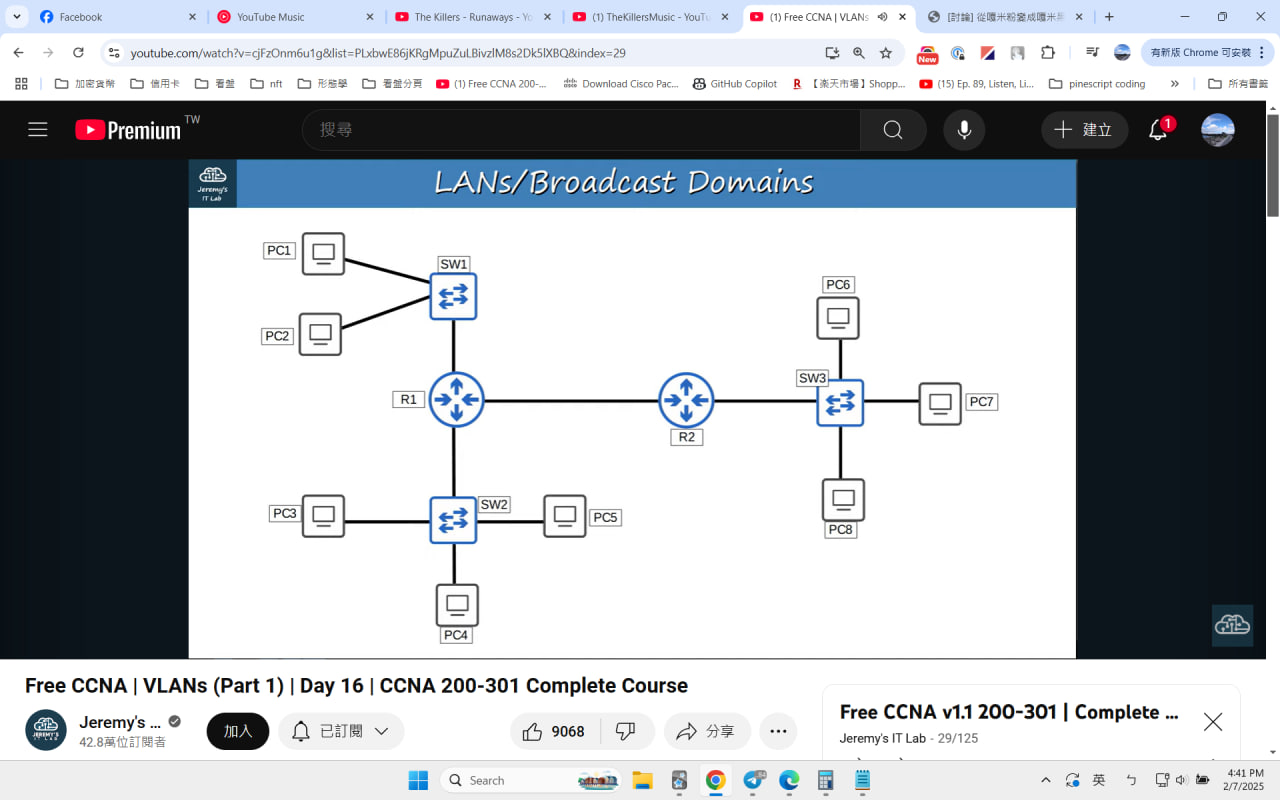 Facebook
YouTube Music
The Killers - Runaways - Yo
(1) TheKillersMusic - YouTu
(1) Free CCNA | VLANs
[討論] 從嘎米粉變成嘎米黑
youtube.com/watch?v=cjFzOnm6u1g&list=PLxbwE86jKRgMpuZuLBivzlM8s2Dk5lXBQ&index=29
New
有新版 Chrome 可安裝
加密貨幣
信用卡
看盤
nft
形態學
看盤分頁
(1) Free CCNA 200-...
Download Cisco Pac...
GitHub Copilot
R
【楽天市場】Shopp...
(15) Ep. 89, Listen, Li...
pinescript coding
所有書籤
Premium
TW
搜尋
建立
1
Jeremy's
IT Lab
LANs/Broadcast Domains
PC1
SW1
PC2
PC6
SW3
R1
PC7
R2
PC3
SW2
PC5
PC8
PC4
Free CCNA | VLANs (Part 1) | Day 16 | CCNA 200-301 Complete Course
JEREMY'S
Jeremy's ...
42.8萬位訂閱者
加入
已訂閱
9068
分享
Free CCNA v1.1 200-301 | Complete ...
Jeremy's IT Lab - 29/125
Search
84
英
ㄅ
4:41 PM
2/7/2025